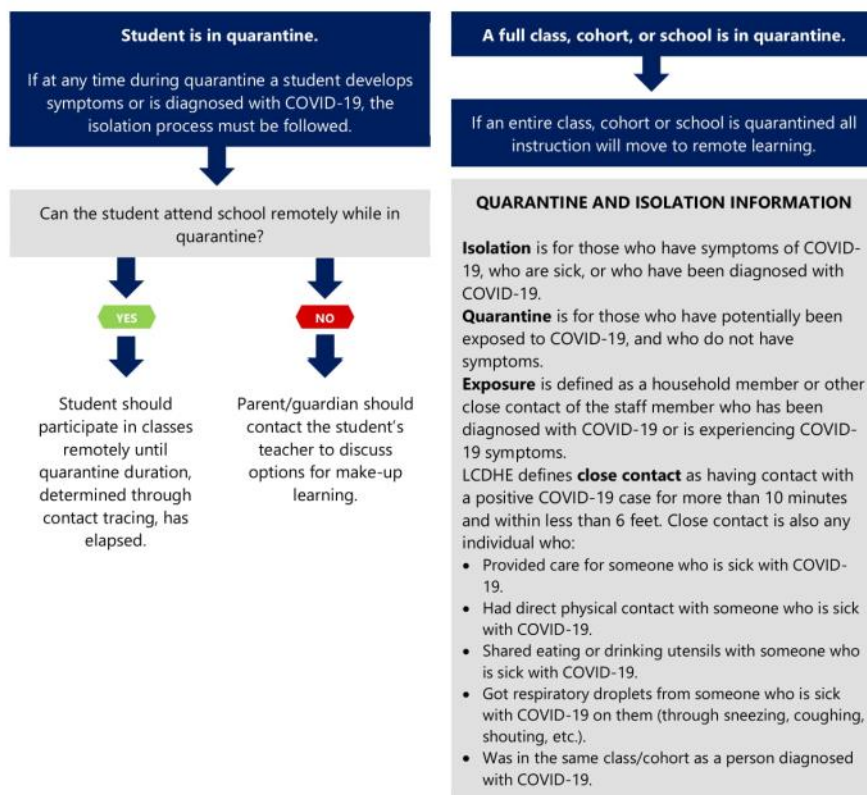 Student is in quarantine.
If at any time during quarantine a student develops
symptoms or is diagnosed with COVID-19, the
isolation process must be followed.
Can the student attend school remotely while in
quarantine?
YES
NO
Student should
participate in classes
remotely until
quarantine duration,
determined through
contact tracing, has
elapsed.
Parent/guardian should
contact the student's
teacher to discuss
options for make-up
learning.
A full class, cohort, or school is in quarantine.
If an entire class, cohort or school is quarantined all
instruction will move to remote learning.
QUARANTINE AND ISOLATION INFORMATION
Isolation is for those who have symptoms of COVID-
19, who are sick, or who have been diagnosed with
COVID-19.
Quarantine is for those who have potentially been
exposed to COVID-19, and who do not have
symptoms.
Exposure is defined as a household member or other
close contact of the staff member who has been
diagnosed with COVID-19 or is experiencing COVID-
19 symptoms.
LCDHE defines close contact as having contact with
a positive COVID-19 case for more than 10 minutes
and within less than 6 feet. Close contact is also any
individual who:
• Provided care for someone who is sick with COVID-
19.
• Had direct physical contact with someone who is sick
with COVID-19.
• Shared eating or drinking utensils with someone who
is sick with COVID-19.
• Got respiratory droplets from someone who is sick
with COVID-19 on them (through sneezing, coughing,
shouting, etc.).
• Was in the same class/cohort as a person diagnosed
with COVID-19.